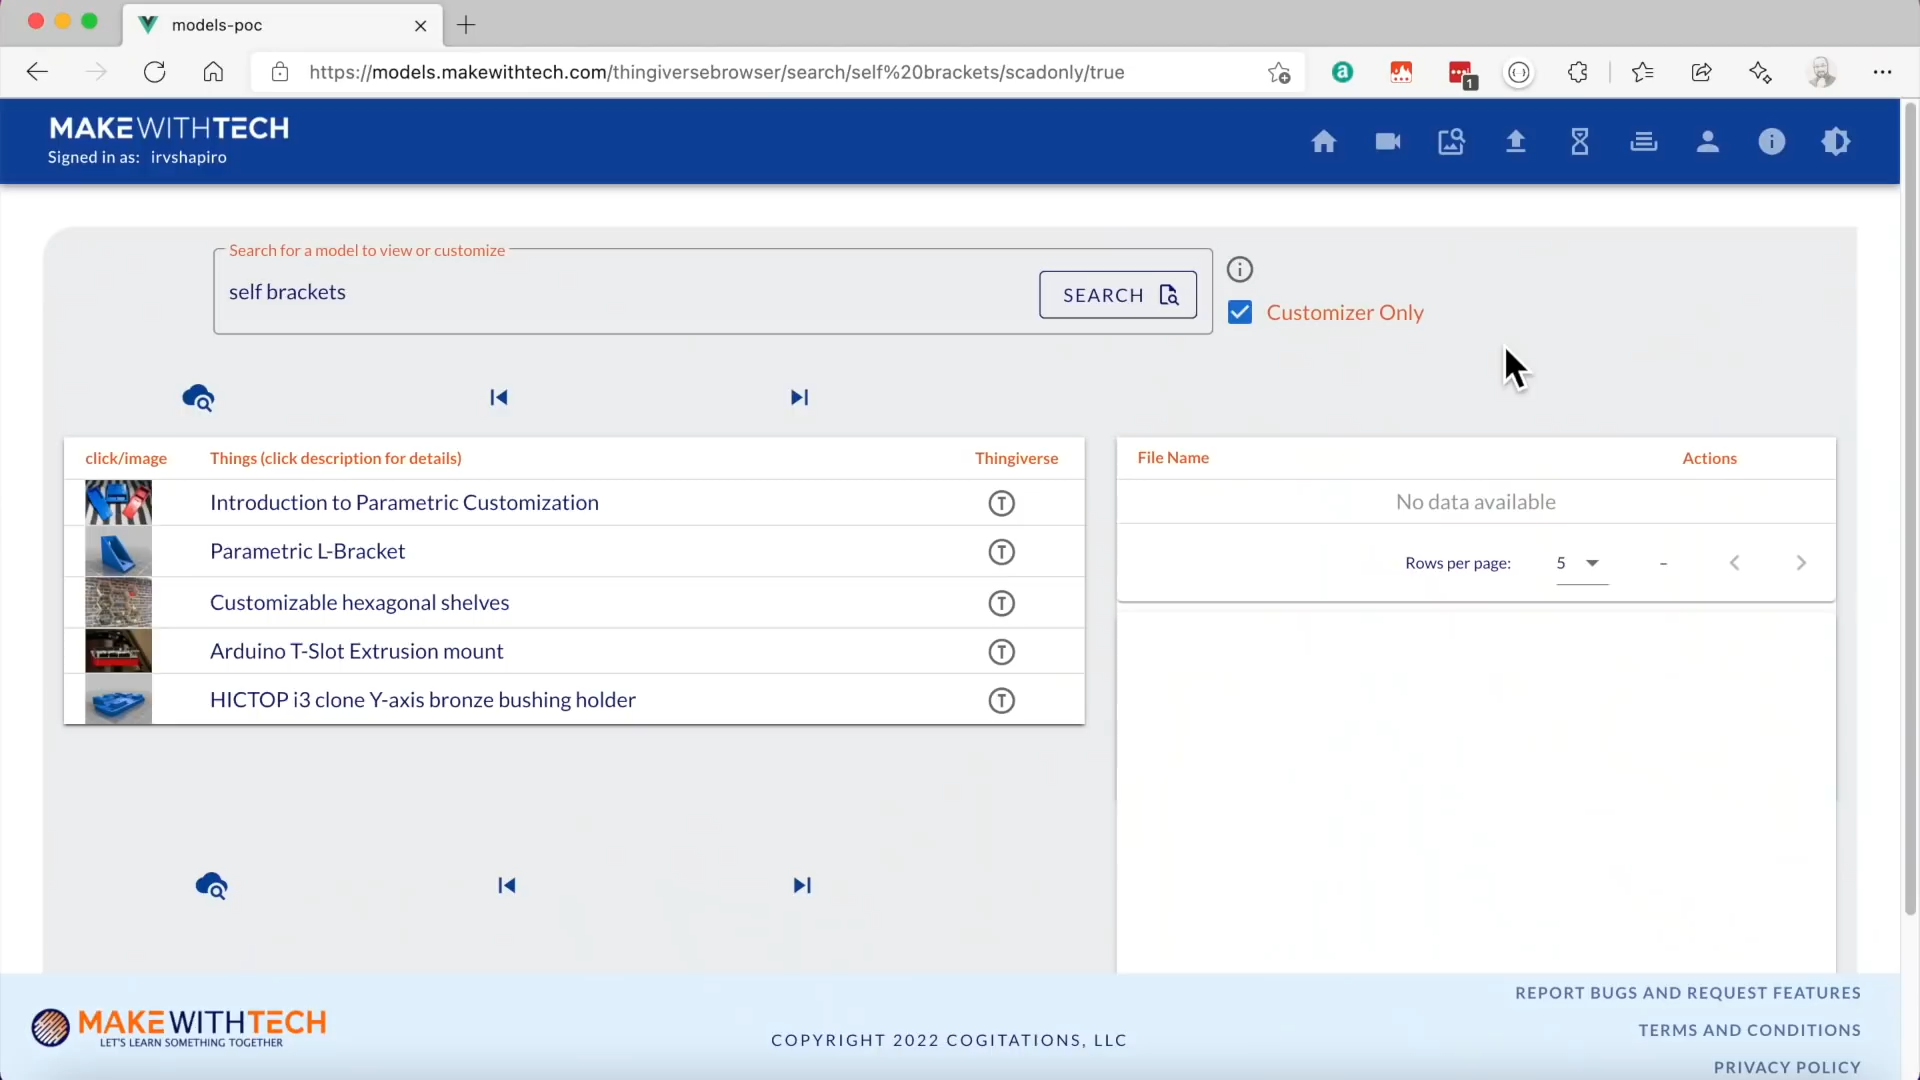 models-poc
https://models.makewithtech.com/thingiversebrowser/search/self%20brackets/scadonly/true
1
MAKEWITHTECH
Signed in as: irvshapiro
Search for a model to view or customize
self brackets
SEARCH
Customizer Only
click/image Things (click description for details) Thingiverse
Introduction to Parametric Customization
Parametric L-Bracket
Customizable hexagonal shelves
Arduino T-Slot Extrusion mount
HICTOP i3 clone Y-axis bronze bushing holder
File Name Actions
No data available
Rows per page: 5 –
MAKEWITHTECH
LET'S LEARN SOMETHING TOGETHER
COPYRIGHT 2022 COGITATIONS, LLC
REPORT BUGS AND REQUEST FEATURES
TERMS AND CONDITIONS
PRIVACY POLICY